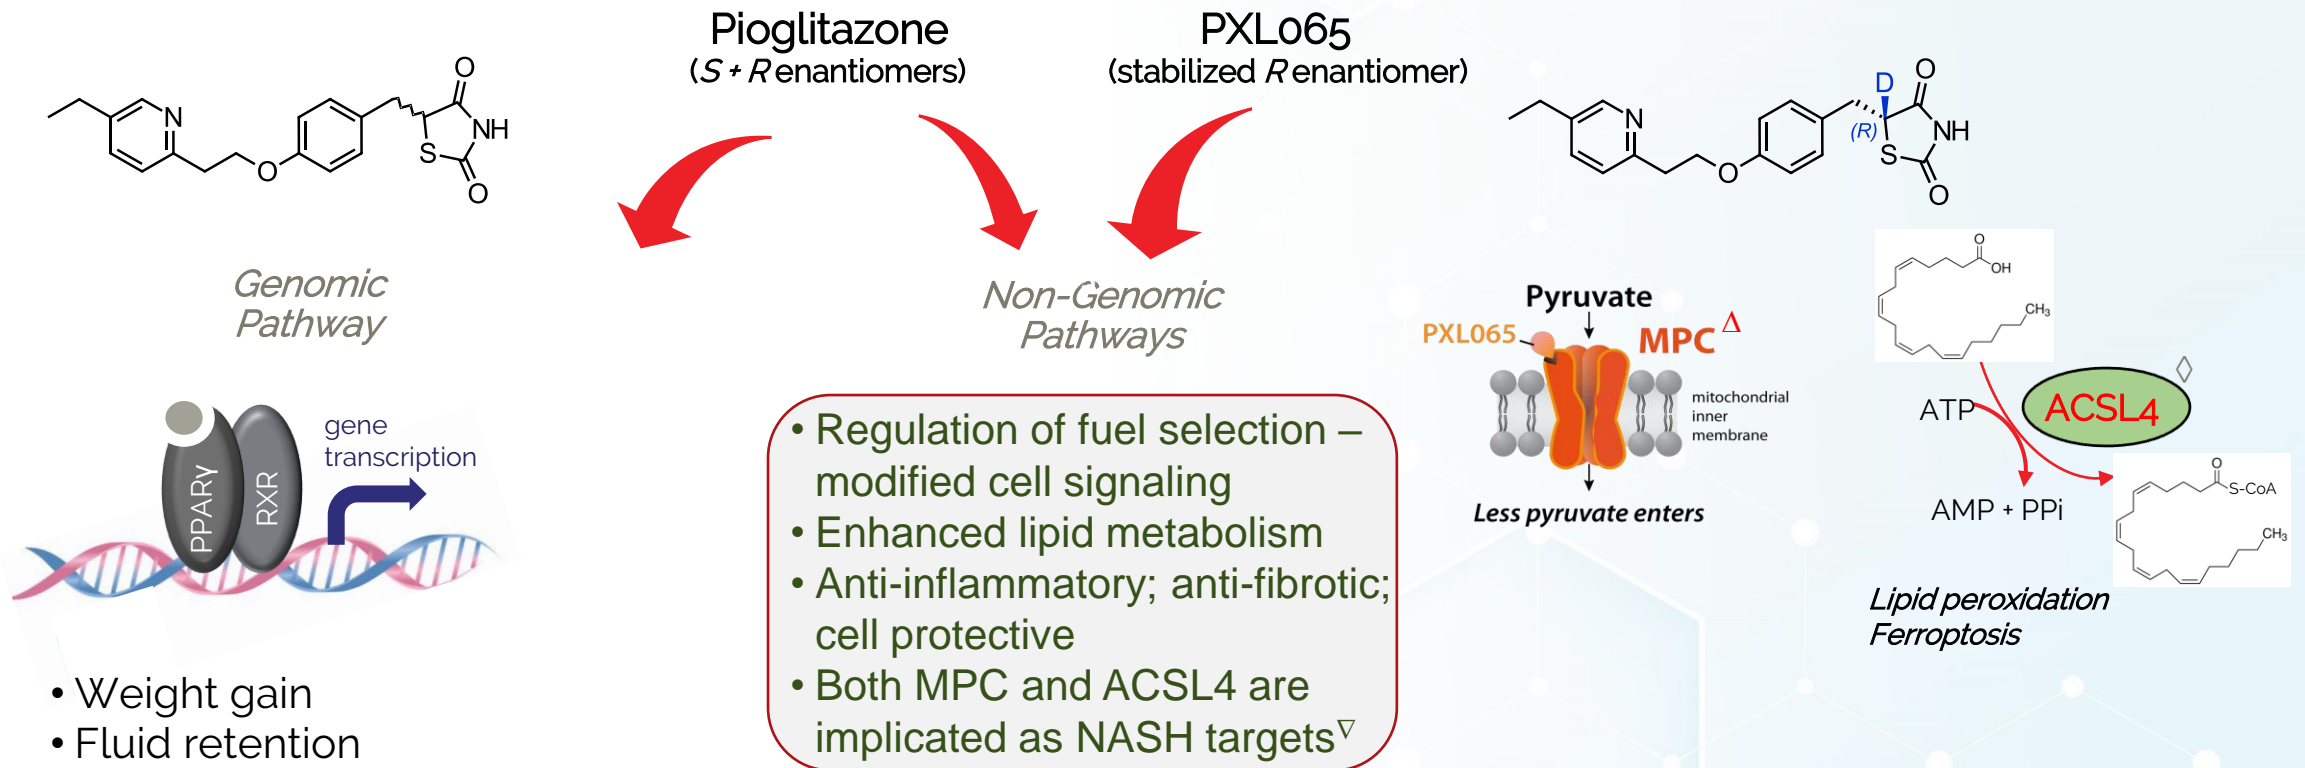 Pioglitazone
(S + R enantiomers)
PXL065
(stabilized R enantiomer)
N
O
O
NH
S
O
N
O
D
(R)
O
NH
S
O
Genomic
Pathway
Non-Genomic
Pathways
PPARγ
RXR
gene
transcription
• Weight gain
• Fluid retention
• Regulation of fuel selection –
modified cell signaling
• Enhanced lipid metabolism
• Anti-inflammatory; anti-fibrotic;
cell protective
• Both MPC and ACSL4 are
implicated as NASH targets∇
Pyruvate
PXL065
MPC Δ
mitochondrial
inner
membrane
Less pyruvate enters
O
OH
CH₃
ATP
ACSL4 ◊
AMP + PPi
O
S-CoA
CH₃
Lipid peroxidation
Ferroptosis